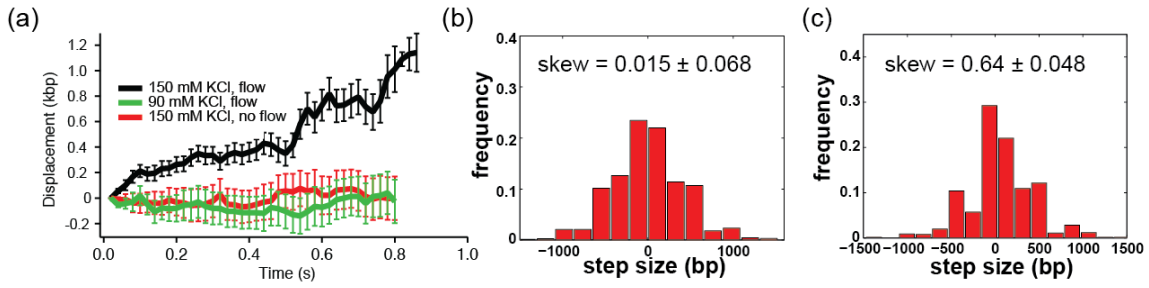 (a)
Displacement (kbp)
1.2
1.0
0.8
0.6
0.4
0.2
0
-0.2
150 mM KCl, flow
90 mM KCl, flow
150 mM KCl, no flow
0.0 0.2 0.4 0.6 0.8 1.0
Time (s)
(b)
frequency
0.4
0.3
0.2
0.1
0
skew = 0.015 ± 0.068
−1000 0 1000
step size (bp)
(c)
frequency
0.4
0.3
0.2
0.1
0
skew = 0.64 ± 0.048
−1500 −1000 −500 0 500 1000 1500
step size (bp)